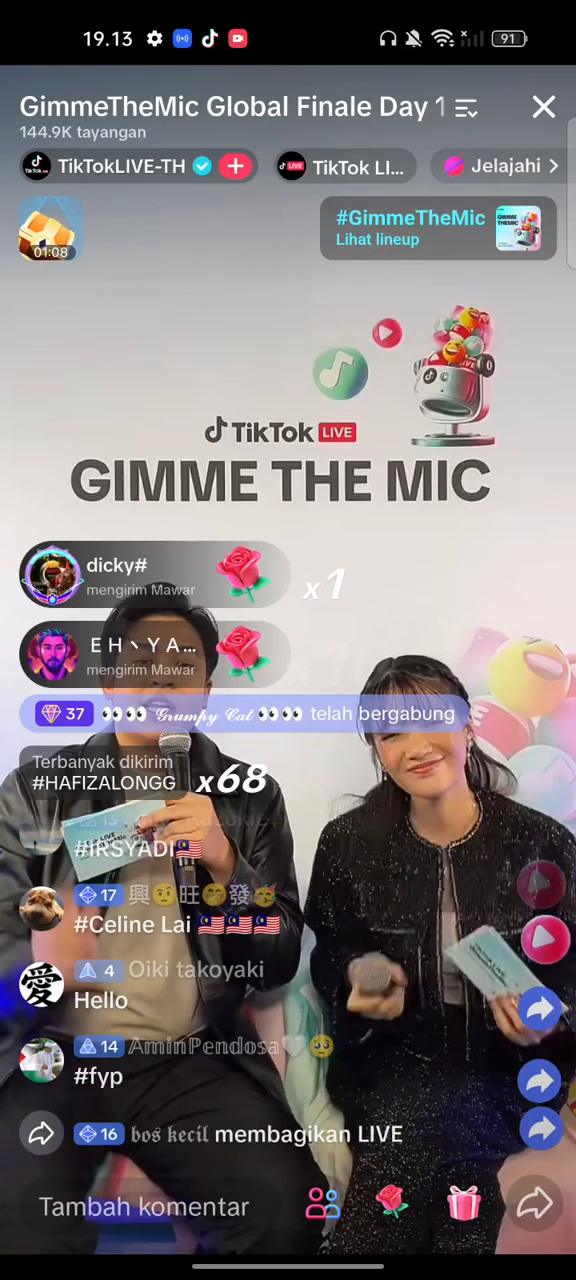 19.13
91
GimmeTheMic Global Finale Day 1
144.9K tayangan
TikTokLIVE-TH
TikTok LI...
Jelajahi
01:08
#GimmeTheMic
Lihat lineup
TikTok LIVE
GIMME THE MIC
dicky#
mengirim Mawar
x1
E H丶Y A...
mengirim Mawar
37 👀👀 𝒢𝓇𝓊𝓂𝓅𝓎 𝒞𝒶𝓉 👀👀 telah bergabung
Terbanyak dikirim
#HAFIZALONGG x68
#IRSYADI🇲🇾
17 興🤨旺🤭發🥳
#Celine Lai 🇲🇾🇲🇾🇲🇾
4 Oiki takoyaki
Hello
14 𝔸𝕞𝕚𝕟ℙ𝕖𝕟𝕕𝕠𝕤𝕒🤍🥺
#fyp
16 𝖇𝖔𝖘 𝖐𝖊𝖈𝖎𝖑 membagikan LIVE
Tambah komentar